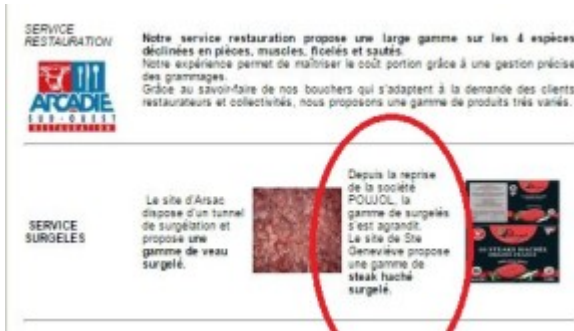 SERVICE
RESTAURATION
Notre service restauration propose une large gamme sur les 4 espèces
déclinées en pièces, muscles, ficelés et sautés.
Notre expérience permet de maîtriser le coût portion grâce à une gestion précise
des grammages.
Grâce au savoir-faire de nos bouchers qui s'adaptent à la demande des clients
restaurateurs et collectivités, nous proposons une gamme de produits très variés.
ARCADIE
SUD-OUEST
RESTAURATION
SERVICE
SURGELES
Le site d'Arsac
dispose d'un tunnel
de surgélation et
propose une
gamme de veau
surgelé.
Depuis la reprise
de la société
POUJOL, la
gamme de surgelés
s'est agrandit.
Le site de Ste
Geneviève propose
une gamme de
steak haché
surgelé.
STEAKS HACHÉS